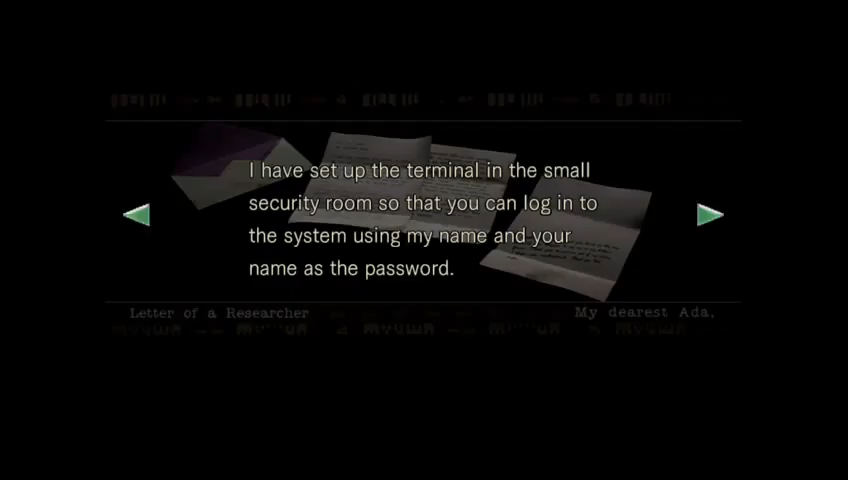 I have set up the terminal in the small
security room so that you can log in to
the system using my name and your
name as the password.
Letter of a Researcher
My dearest Ada,